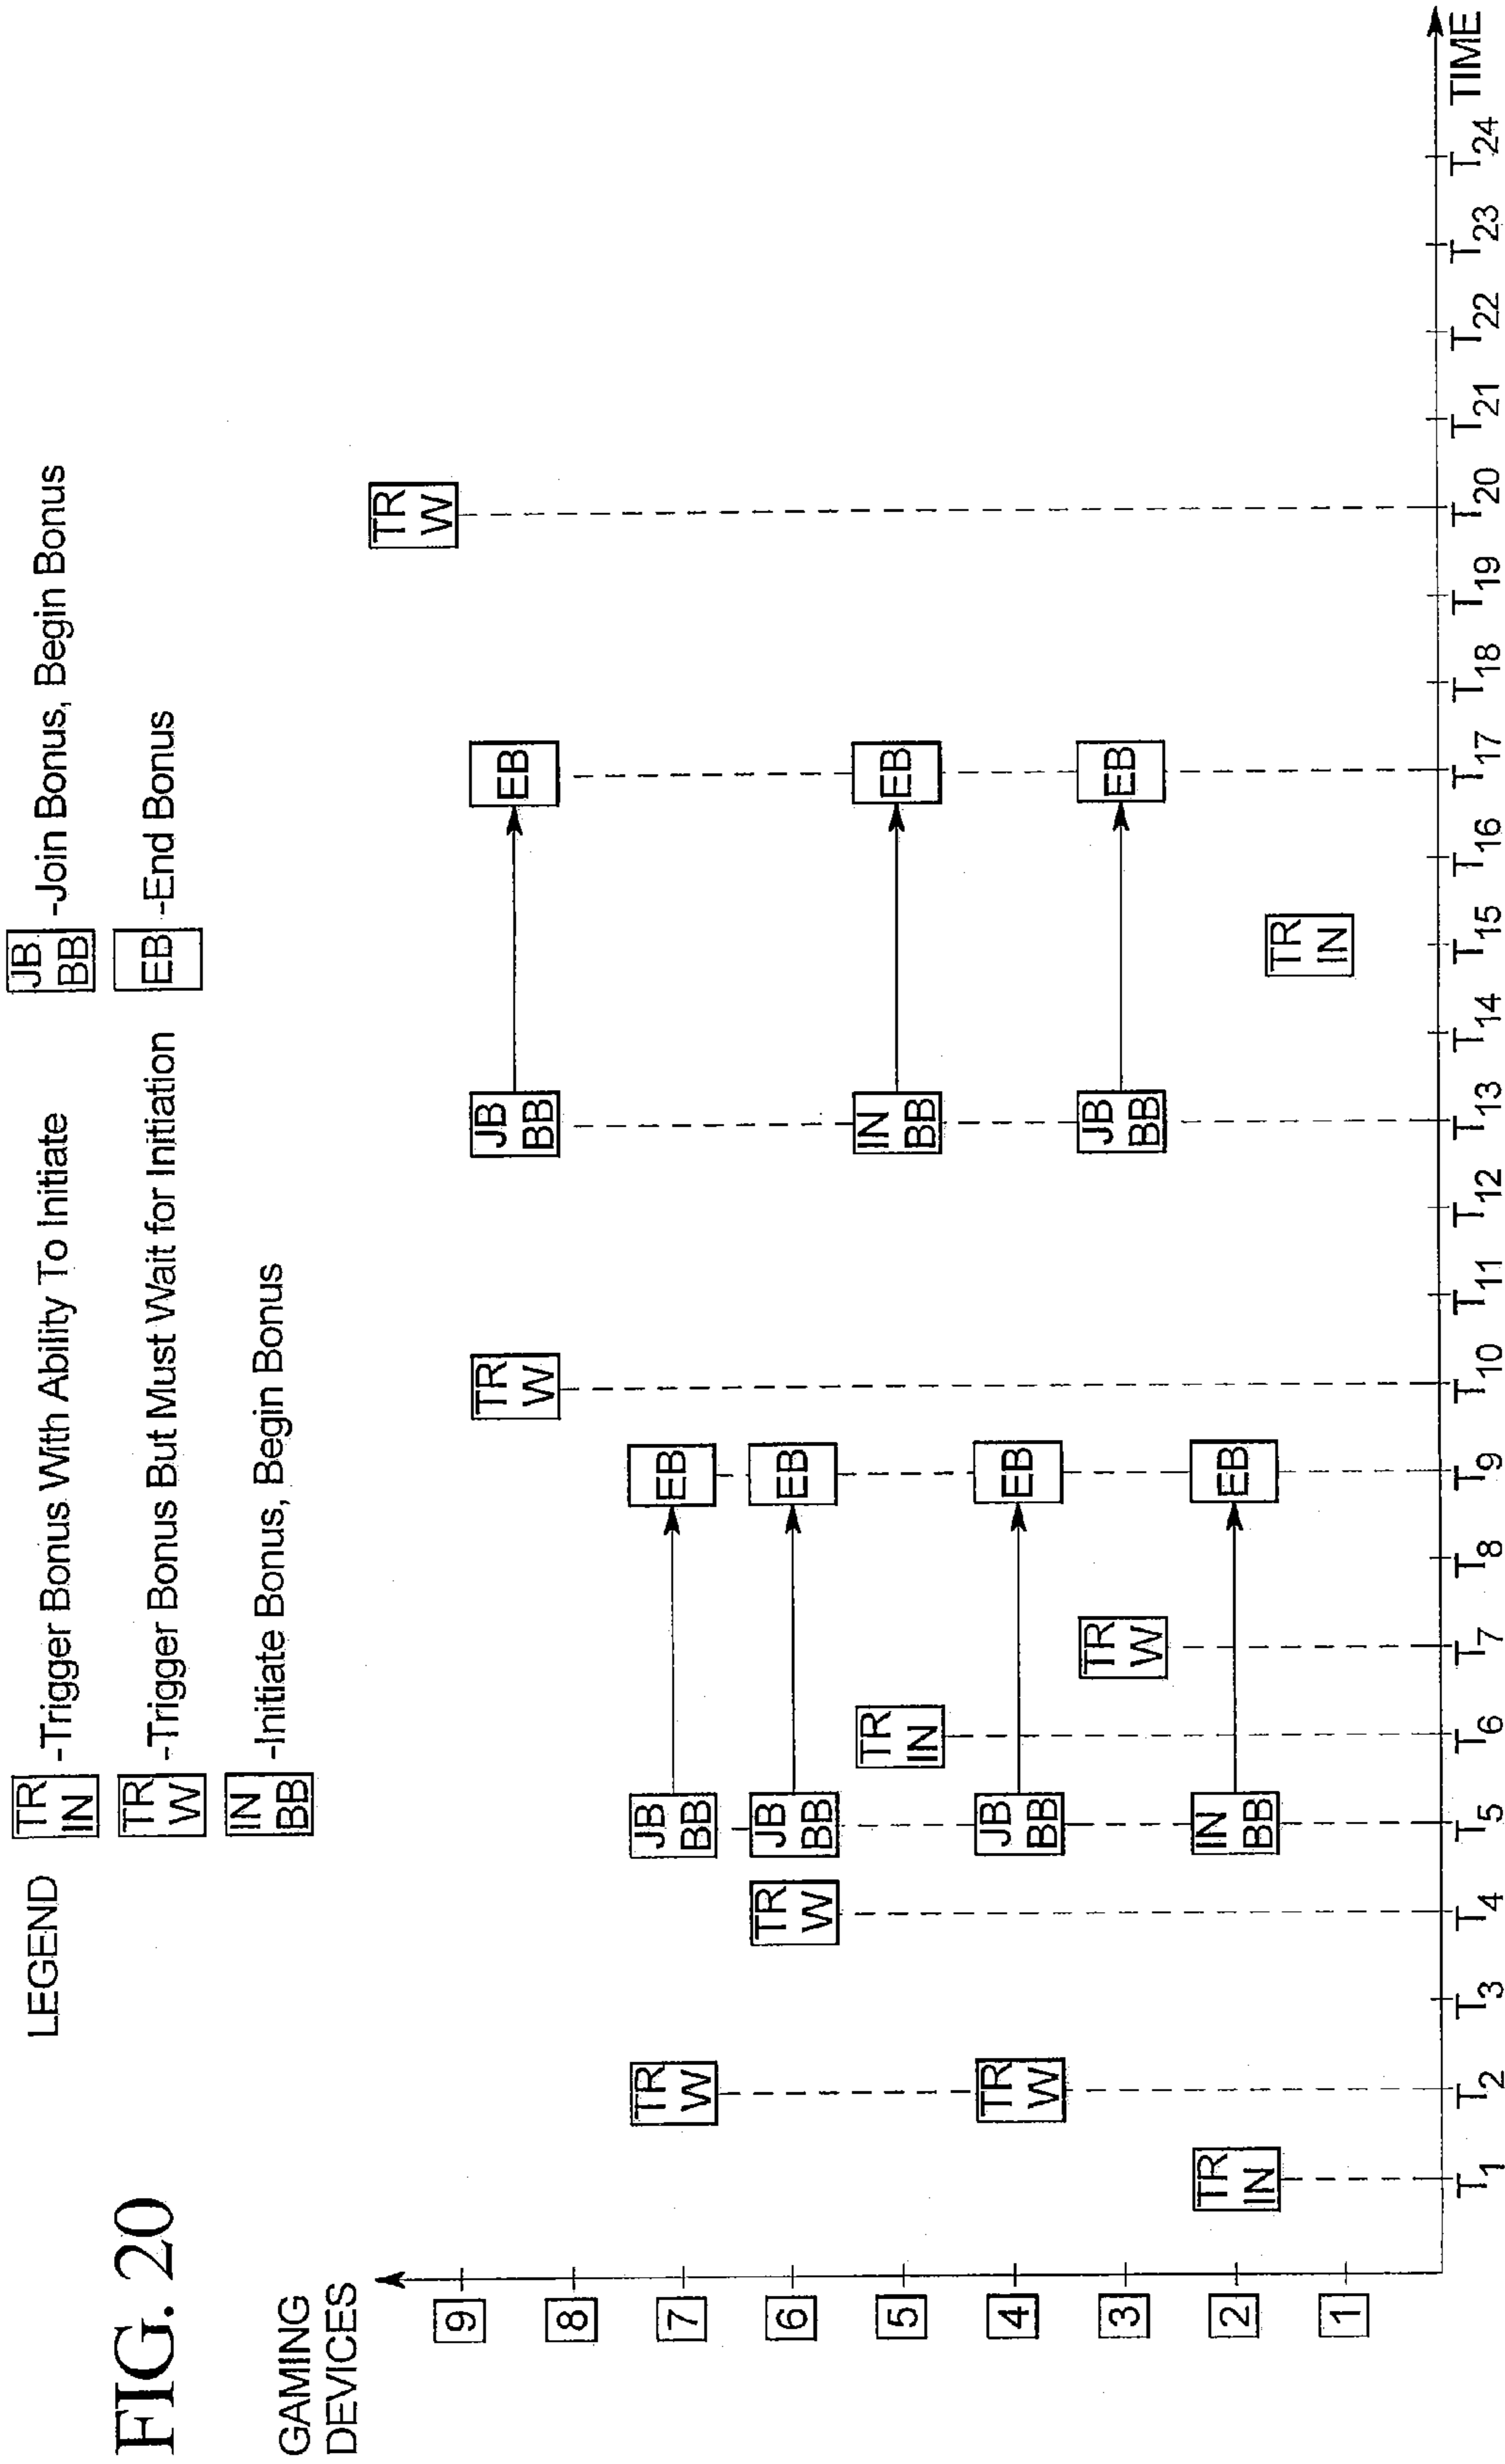 FIG. 20
LEGEND
TR IN -Trigger Bonus With Ability To Initiate
TR W -Trigger Bonus But Must Wait for Initiation
IN BB -Initiate Bonus, Begin Bonus
JB BB -Join Bonus, Begin Bonus
EB -End Bonus
GAMING
DEVICES
9
TR W
8
JB BB
EB
TR W
7
TR W
JB BB
EB
6
TR W
JB BB
EB
5
TR IN
IN BB
EB
4
TR W
JB BB
EB
3
TR W
JB BB
EB
2
TR IN
IN BB
EB
1
TR IN
T1 T2 T3 T4 T5 T6 T7 T8 T9 T10 T11 T12 T13 T14 T15 T16 T17 T18 T19 T20 T21 T22 T23 T24 TIME